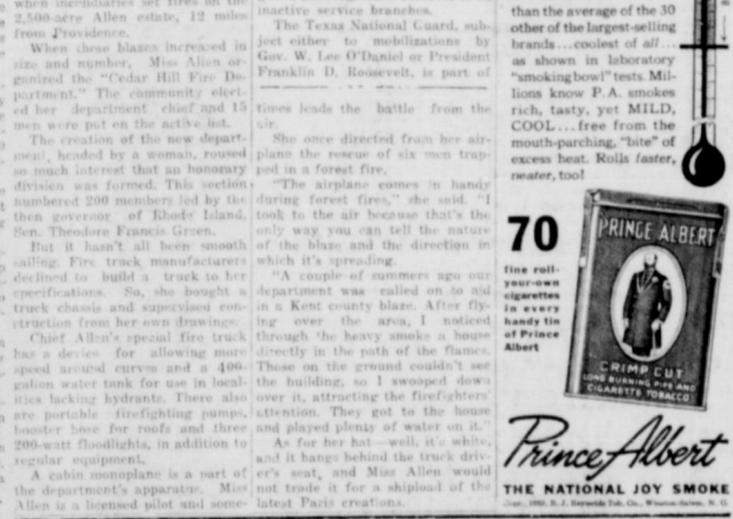 when incendiaries set fires on the
2,500-acre Allen estate, 12 miles
from Providence.
When these blazes increased in
size and number, Miss Allen or-
ganized the "Cedar Hill Fire De-
partment." The community elect-
ed her department chief and 15
men were put on the active list.
The creation of the new depart-
ment, headed by a woman, roused
so much interest that an honorary
division was formed. This section
numbered 200 members led by the
then governor of Rhode Island,
Sen. Theodore Francis Green.
But it hasn't all been smooth
sailing. Fire truck manufacturers
declined to build a truck to her
specifications. So, she bought a
truck chassis and supervised con-
struction from her own drawings.
Chief Allen's special fire truck
has a device for allowing more
speed around curves and a 400-
gallon water tank for use in local-
ities lacking hydrants. There also
are portable firefighting pumps,
booster hose for roofs and three
200-watt floodlights, in addition to
regular equipment.
A cabin monoplane is a part of
the department's apparatus. Miss
Allen is a licensed pilot and some-
inactive service branches.
The Texas National Guard, sub-
ject either to mobilizations by
Gov. W. Lee O'Daniel or President
Franklin D. Roosevelt, is part of
times leads the battle from the
air.
She once directed from her air-
plane the rescue of six men trap-
ped in a forest fire.
"The airplane comes in handy
during forest fires," she said. "I
took to the air because that's the
only way you can tell the nature
of the blaze and the direction in
which it's spreading.
"A couple of summers ago our
department was called on to aid
in a Kent county blaze. After fly-
ing over the area, I noticed
through the heavy smoke a house
directly in the path of the flames.
Those on the ground couldn't see
the building, so I swooped down
over it, attracting the firefighters'
attention. They got to the house
and played plenty of water on it."
As for her hat—well, it's white,
and it hangs behind the truck driv-
er's seat, and Miss Allen would
not trade it for a shipload of the
latest Paris creations.
than the average of the 30
other of the largest-selling
brands...coolest of all...
as shown in laboratory
"smoking bowl" tests. Mil-
lions know P.A. smokes
rich, tasty, yet MILD,
COOL...free from the
mouth-parching, "bite" of
excess heat. Rolls faster,
neater, too!
70
fine roll-
your-own
cigarettes
in every
handy tin
of Prince
Albert
PRINCE ALBERT
CRIMP CUT
LONG BURNING PIPE AND
CIGARETTE TOBACCO
Prince Albert
THE NATIONAL JOY SMOKE
R. J. Reynolds Tob. Co., Winston-Salem, N. C.